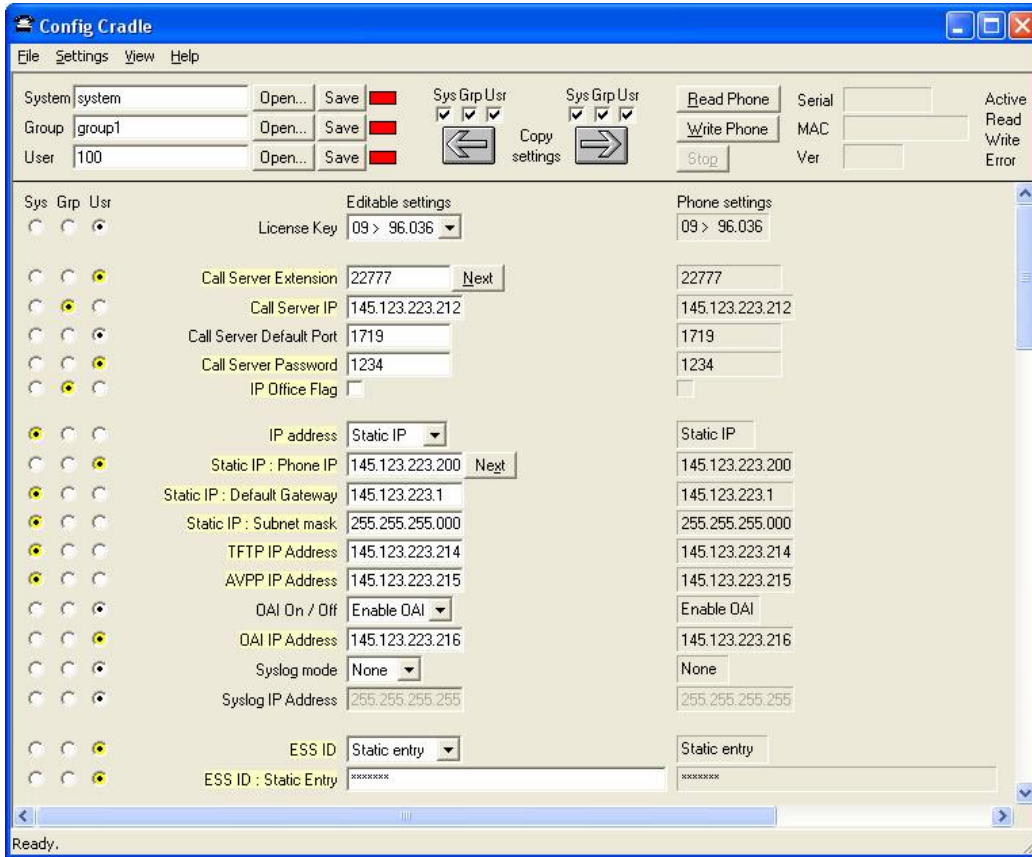 Config Cradle
File Settings View Help
System system Open... Save Sys Grp Usr Sys Grp Usr Read Phone Serial Active
Group group1 Open... Save Copy settings Write Phone MAC Read
User 100 Open... Save Stop Ver Write
Error
Sys Grp Usr Editable settings Phone settings
License Key 09 > 96.036 09 > 96.036
Call Server Extension 22777 Next 22777
Call Server IP 145.123.223.212 145.123.223.212
Call Server Default Port 1719 1719
Call Server Password 1234 1234
IP Office Flag
IP address Static IP Static IP
Static IP : Phone IP 145.123.223.200 Next 145.123.223.200
Static IP : Default Gateway 145.123.223.1 145.123.223.1
Static IP : Subnet mask 255.255.255.000 255.255.255.000
TFTP IP Address 145.123.223.214 145.123.223.214
AVPP IP Address 145.123.223.215 145.123.223.215
OAI On / Off Enable OAI Enable OAI
OAI IP Address 145.123.223.216 145.123.223.216
Syslog mode None None
Syslog IP Address 255.255.255.255 255.255.255.255
ESS ID Static entry Static entry
ESS ID : Static Entry ******* *******
Ready.